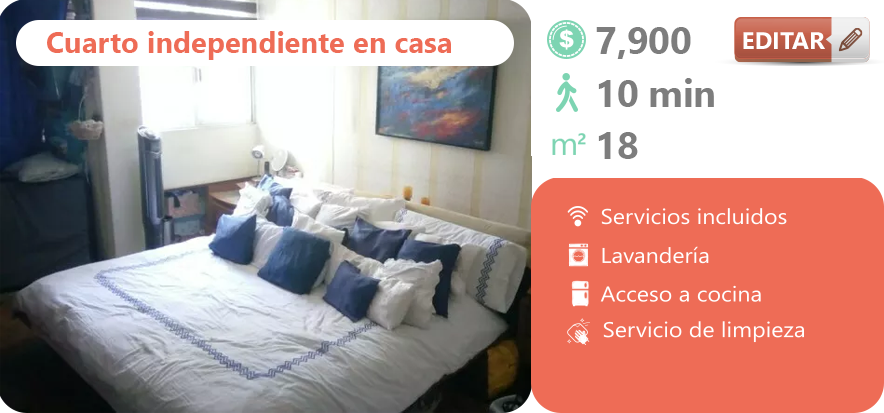 Cuarto independiente en casa
$ 7,900
EDITAR
10 min
m² 18
Servicios incluidos
Lavandería
Acceso a cocina
Servicio de limpieza